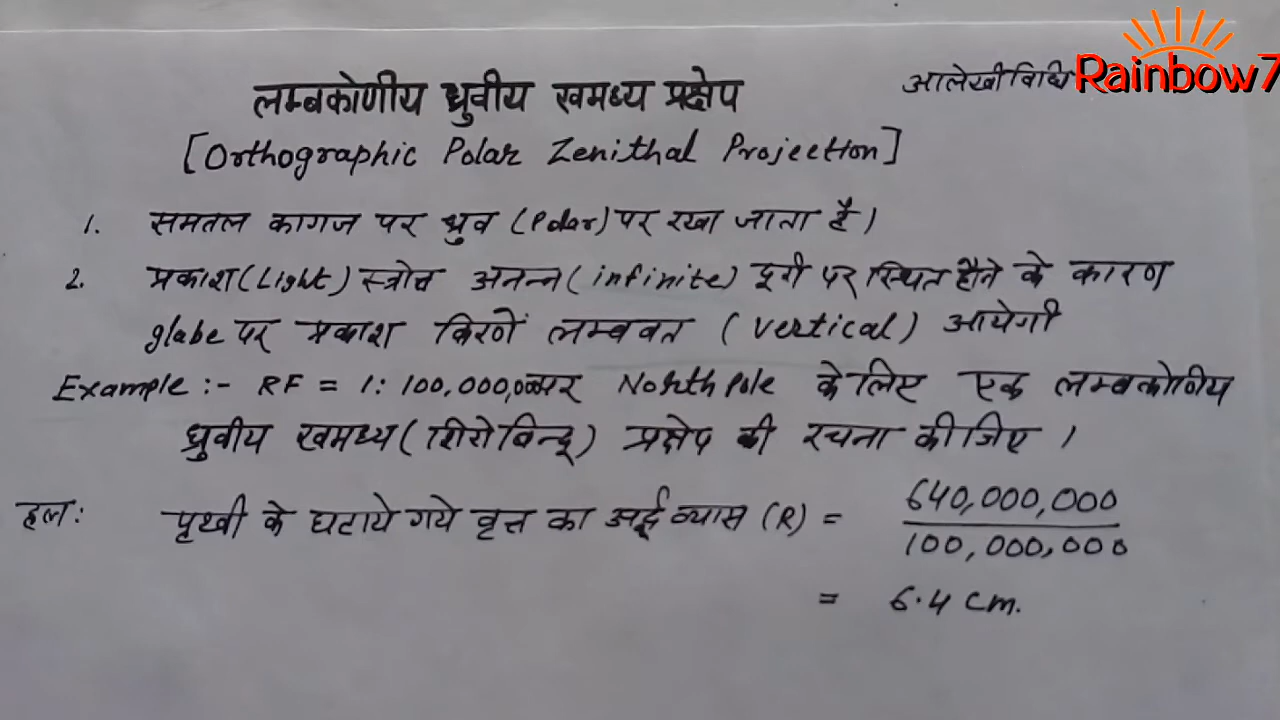 Rainbow7
आलेखीविधि
लम्बकोणीय ध्रुवीय खमध्य प्रक्षेप
[Orthographic Polar Zenithal Projection]
1. समतल कागज पर ध्रुव (Polar) पर रखा जाता है।
2. प्रकाश (Light) स्त्रोत अनन्त (infinite) दूरी पर स्थित होने के कारण
glabe पर प्रकाश किरणें लम्बवत (vertical) आयेगी
Example :- RF = 1: 100,000,000 पर North Pole के लिए एक लम्बकोणिय
ध्रुवीय खमध्य (शिरोविन्दू) प्रक्षेप की रचना कीजिए ।
हल: पृथ्वी के घटाये गये वृत्त का अर्द्ध व्यास (R) = 640,000,000
100,000,000
= 6.4 cm.